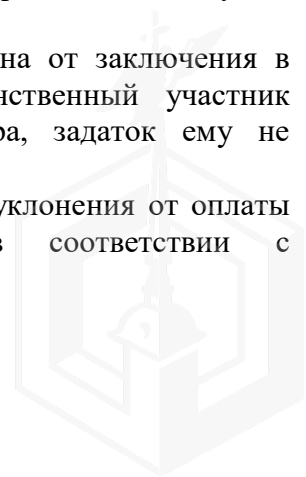 на от заключения в
нственный участник
ра, задаток ему не
уклонения от оплаты
в соответствии с